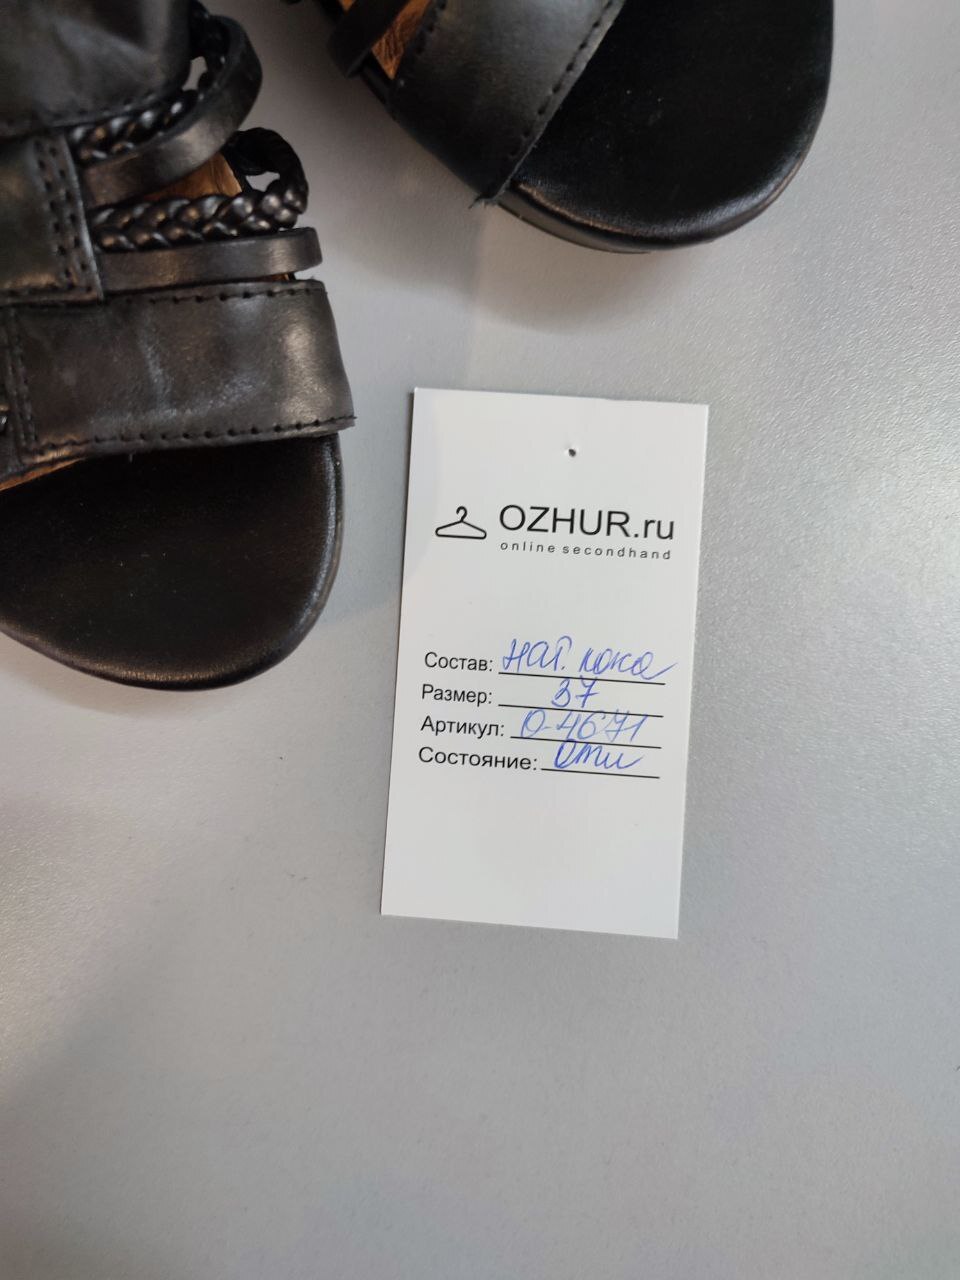 OZHUR.ru
online secondhand
Состав: нат. кожа
Размер: 37
Артикул: 0-4671
Состояние: отл